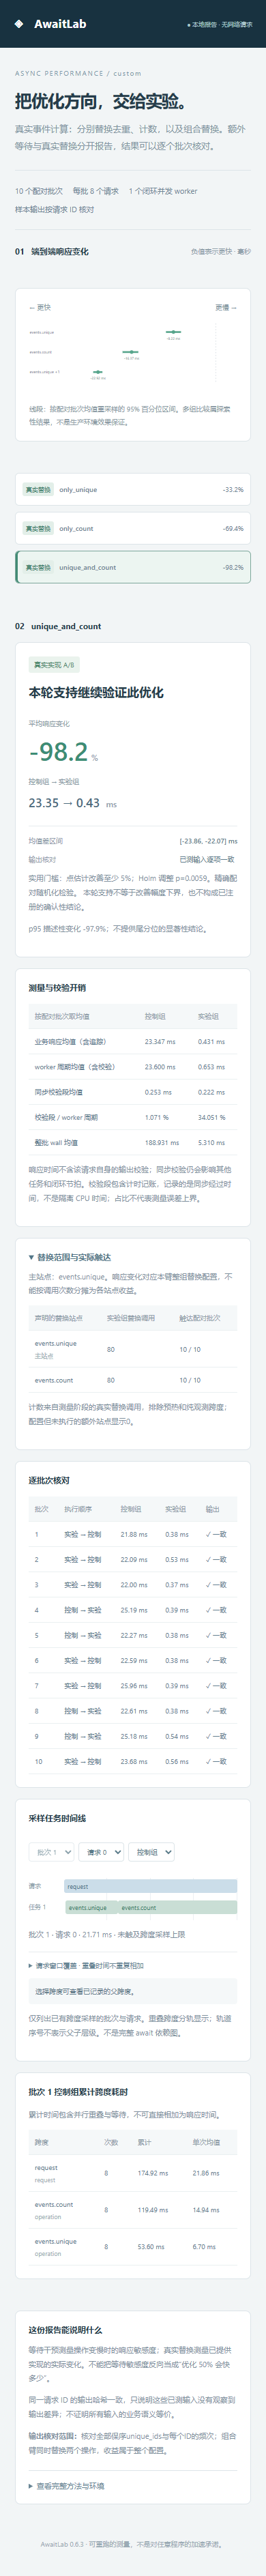 AwaitLab
● 本地报告 · 无网络请求
ASYNC PERFORMANCE / custom
把优化方向，交给实验。
真实事件计算：分别替换去重、计数，以及组合替换。额外
等待与真实替换分开报告，结果可以逐个批次核对。
10 个配对批次 每批 8 个请求 1 个闭环并发 worker
样本输出按请求 ID 核对
01 端到端响应变化
负值表示更快 · 毫秒
← 更快
更慢 →
events.unique
events.count
events.unique +1
线段：按配对批次均值重采样的 95% 百分位区间。多组比较属探索
性结果，不是生产环境效果保证。
真实替换 only_unique -33.2%
真实替换 only_count -69.4%
真实替换 unique_and_count -98.2%
02 unique_and_count
真实实现 A/B
本轮支持继续验证此优化
平均响应变化
-98.2 %
控制组 → 实验组
23.35 → 0.43 ms
均值差区间 [-23.86, -22.07] ms
输出核对 已测输入逐项一致
实用门槛：点估计改善至少 5%；Holm 调整 p=0.0059。精确配
对随机化检验。本轮支持不等于改善幅度下界，也不构成已注
册的确认性结论。
p95 描述性变化 -97.9%；不提供尾分位的显著性结论。
测量与校验开销
按配对批次取均值 控制组 实验组
业务响应均值（含追踪） 23.347 ms 0.431 ms
worker 周期均值（含校验） 23.600 ms 0.653 ms
同步校验段均值 0.253 ms 0.222 ms
校验段 / worker 周期 1.071 % 34.051 %
整批 wall 均值 188.931 ms 5.310 ms
响应时间不含该请求自身的输出校验；同步校验仍会影响其他
任务和闭环节拍。校验段包含计时记账，记录的是同步经过时
间，不是隔离 CPU 时间；占比不代表测量误差上界。
▼ 替换范围与实际触达
主站点：events.unique。响应变化对应本臂整组替换配置，不
能按调用次数分摊为各站点收益。
声明的替换站点 实验组替换调用 触达配对批次
events.unique
主站点
80 10 / 10
events.count 80 10 / 10
计数来自测量阶段的真实替换调用，排除预热和纯观测跨度；
配置但未执行的额外站点显示0。
逐批次核对
批次 执行顺序 控制组 实验组 输出
1 实验 → 控制 21.88 ms 0.38 ms ✓ 一致
2 实验 → 控制 22.09 ms 0.53 ms ✓ 一致
3 实验 → 控制 22.00 ms 0.37 ms ✓ 一致
4 控制 → 实验 25.19 ms 0.39 ms ✓ 一致
5 控制 → 实验 22.27 ms 0.38 ms ✓ 一致
6 实验 → 控制 22.59 ms 0.38 ms ✓ 一致
7 实验 → 控制 25.96 ms 0.39 ms ✓ 一致
8 控制 → 实验 22.61 ms 0.38 ms ✓ 一致
9 控制 → 实验 25.18 ms 0.54 ms ✓ 一致
10 实验 → 控制 23.68 ms 0.56 ms ✓ 一致
采样任务时间线
批次 1 请求 0 控制组
请求 request
任务 1 events.unique events.count
批次 1 · 请求 0 · 21.71 ms · 未触及跨度采样上限
▶ 请求窗口覆盖 · 重叠时间不重复相加
选择跨度可查看已记录的父跨度。
仅列出已有跨度采样的批次与请求。重叠跨度分轨显示；轨道
序号不表示父子层级。不是完整 await 依赖图。
批次 1 控制组累计跨度耗时
累计时间包含并行重叠与等待，不可直接相加为响应时间。
跨度 次数 累计 单次均值
request
request
8 174.92 ms 21.86 ms
events.count
operation
8 119.49 ms 14.94 ms
events.unique
operation
8 53.60 ms 6.70 ms
这份报告能说明什么
等待干预测量操作变慢时的响应敏感度；真实替换测量已提供
实现的实际变化。不能把等待敏感度反向当成“优化 50% 会快
多少”。
同一请求 ID 的输出哈希一致，只说明这些已测输入没有观察到
输出差异；不证明所有输入的业务语义等价。
输出核对范围：核对全部保序unique_ids与每个ID的频次；组合
臂同时替换两个操作，收益属于整个配置。
▶ 查看完整方法与环境
AwaitLab 0.6.3 · 可重跑的测量，不是对任意程序的加速承诺。